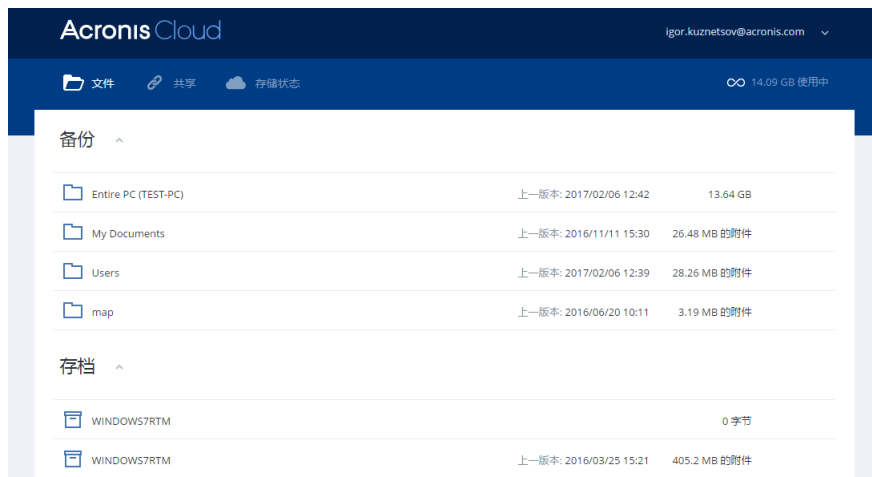 Acronis Cloud igor.kuznetsov@acronis.com
文件 共享 存储状态 14.09 GB 使用中
备份
Entire PC (TEST-PC) 上一版本: 2017/02/06 12:42 13.64 GB
My Documents 上一版本: 2016/11/11 15:30 26.48 MB 的附件
Users 上一版本: 2017/02/06 12:39 28.26 MB 的附件
map 上一版本: 2016/06/20 10:11 3.19 MB 的附件
存档
WINDOWS7RTM 0 字节
WINDOWS7RTM 上一版本: 2016/03/25 15:21 405.2 MB 的附件